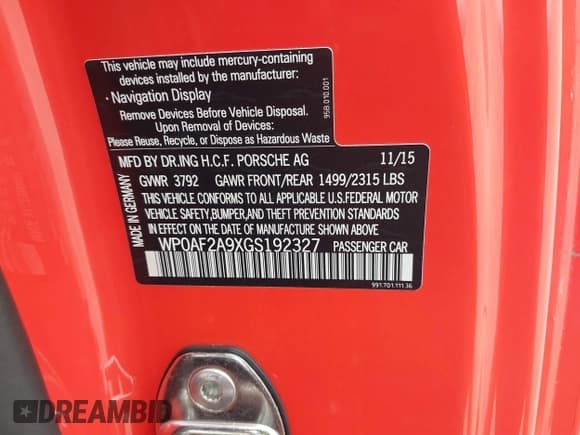 This vehicle may include mercury-containing
devices installed by the manufacturer:
· Navigation Display
Remove Devices Before Vehicle Disposal.
Upon Removal of Devices:
Please Reuse, Recycle, or Dispose as Hazardous Waste
95B.010.001
MADE IN GERMANY
MFD BY DR.ING H.C.F. PORSCHE AG 11/15
GVWR 3792 GAWR FRONT/REAR 1499/2315 LBS
THIS VEHICLE CONFORMS TO ALL APPLICABLE U.S.FEDERAL MOTOR
VEHICLE SAFETY,BUMPER,AND THEFT PREVENTION STANDARDS
IN EFFECT ON THE DATE OF MANUFACTURE SHOWN ABOVE
WP0AF2A9XGS192327 PASSENGER CAR
991.701.111.36
DREAMBID